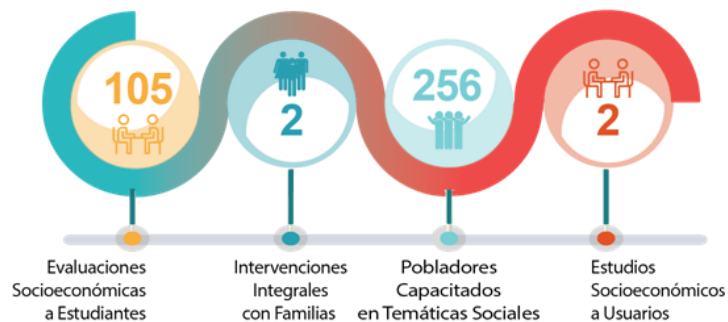 105
2
256
2
Evaluaciones
Socioeconómicas
a Estudiantes
Intervenciones
Integrales
con Familias
Pobladores
Capacitados
en Temáticas Sociales
Estudios
Socioeconómicos
a Usuarios